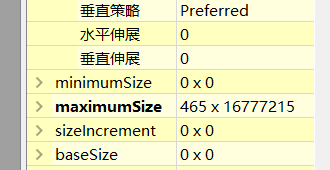 垂直策略 Preferred
水平伸展 0
垂直伸展 0
minimumSize 0 x 0
maximumSize 465 x 16777215
sizeIncrement 0 x 0
baseSize 0 x 0